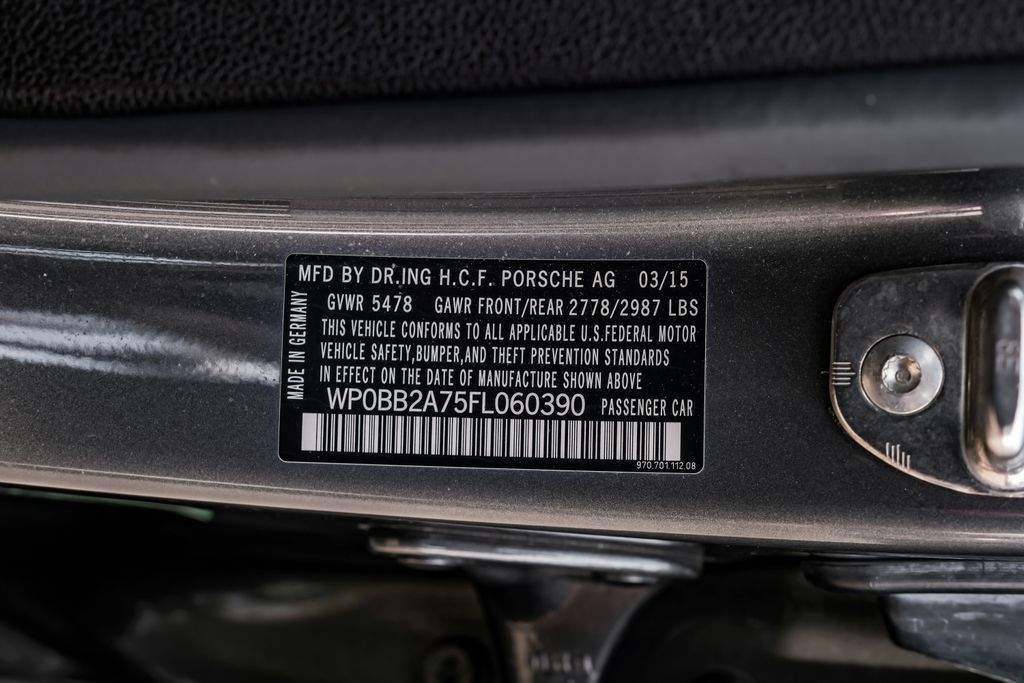 MFD BY DR.ING H.C.F. PORSCHE AG 03/15
GVWR 5478 GAWR FRONT/REAR 2778/2987 LBS
THIS VEHICLE CONFORMS TO ALL APPLICABLE U.S.FEDERAL MOTOR
VEHICLE SAFETY,BUMPER,AND THEFT PREVENTION STANDARDS
IN EFFECT ON THE DATE OF MANUFACTURE SHOWN ABOVE
WP0BB2A75FL060390 PASSENGER CAR
970.701.112.08
MADE IN GERMANY